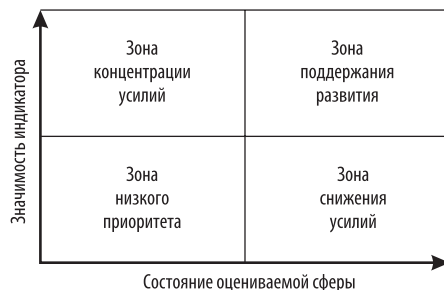 Значимость индикатора
Зона
концентрации
усилий
Зона
поддержания
развития
Зона
низкого
приоритета
Зона
снижения
усилий
Состояние оцениваемой сферы